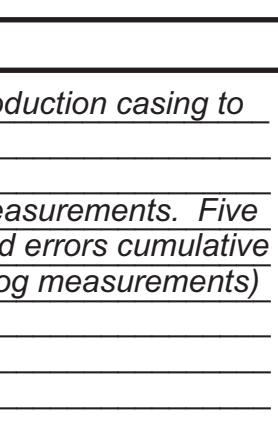 oduction casing to
easurements. Five
d errors cumulative
og measurements)